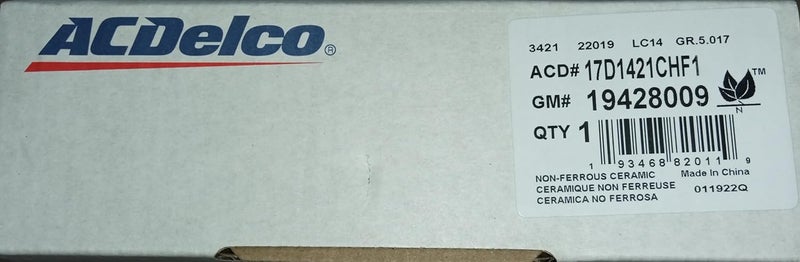 ACDelco®
3421 22019 LC14 GR.5.017
ACD# 17D1421CHF1
GM# 19428009 TM
N
QTY 1
1 93468 82011 9
NON-FERROUS CERAMIC Made In China
CERAMIQUE NON FERREUSE 011922Q
CERAMICA NO FERROSA